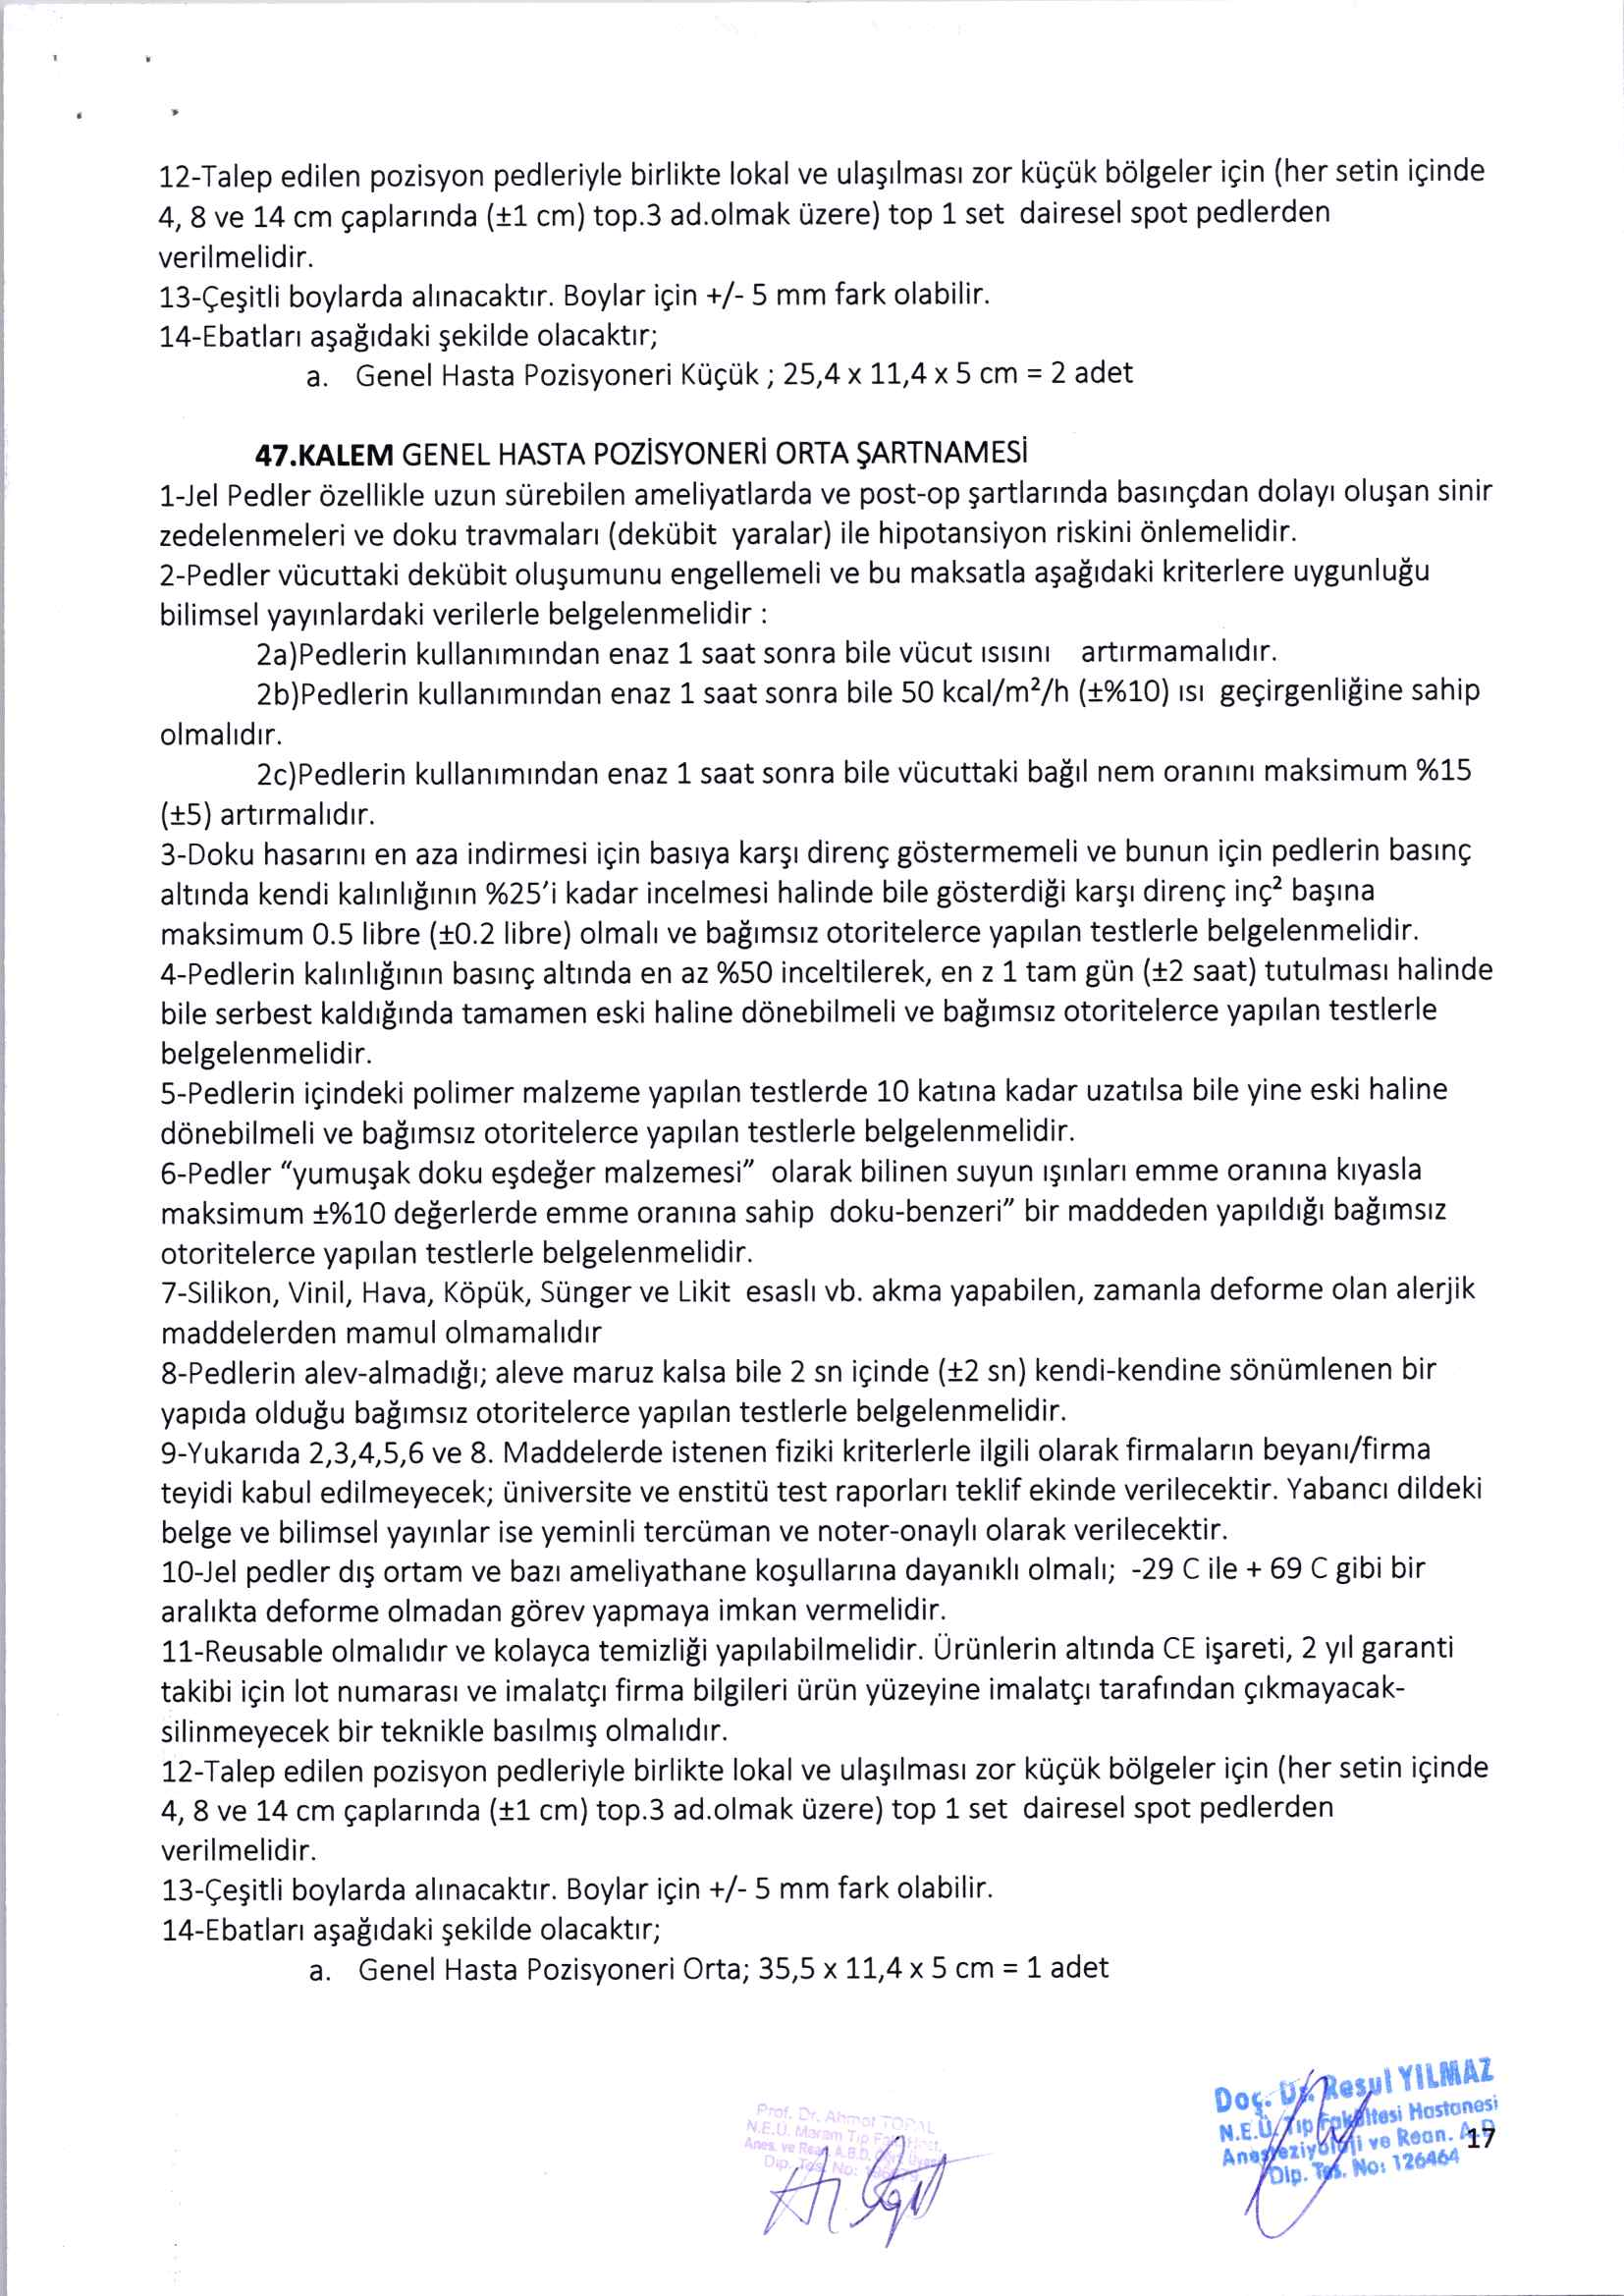 12-Talep edilen pozisyon pedleriyle birlikte lokal ve ulaşılması zor küçük bölgeler için (her setin içinde
4, 8 ve 14 cm çaplarında (±1 cm) top.3 ad.olmak üzere) top 1 set dairesel spot pedlerden
verilmelidir.
13-Çeşitli boylarda alınacaktır. Boylar için +/- 5 mm fark olabilir.
14-Ebatları aşağıdaki şekilde olacaktır;
a. Genel Hasta Pozisyoneri Küçük ; 25,4 x 11,4 x 5 cm = 2 adet
47.KALEM GENEL HASTA POZİSYONERİ ORTA ŞARTNAMESİ
1-Jel Pedler özellikle uzun sürebilen ameliyatlarda ve post-op şartlarında basınçdan dolayı oluşan sinir
zedelenmeleri ve doku travmaları (dekübit yaralar) ile hipotansiyon riskini önlemelidir.
2-Pedler vücuttaki dekübit oluşumunu engellemeli ve bu maksatla aşağıdaki kriterlere uygunluğu
bilimsel yayınlardaki verilerle belgelenmelidir :
2a)Pedlerin kullanımından enaz 1 saat sonra bile vücut ısısını artırmamalıdır.
2b)Pedlerin kullanımından enaz 1 saat sonra bile 50 kcal/m²/h (±%10) ısı geçirgenliğine sahip
olmalıdır.
2c)Pedlerin kullanımından enaz 1 saat sonra bile vücuttaki bağıl nem oranını maksimum %15
(±5) artırmalıdır.
3-Doku hasarını en aza indirmesi için basıya karşı direnç göstermemeli ve bunun için pedlerin basınç
altında kendi kalınlığının %25'i kadar incelmesi halinde bile gösterdiği karşı direnç inç² başına
maksimum 0.5 libre (±0.2 libre) olmalı ve bağımsız otoritelerce yapılan testlerle belgelenmelidir.
4-Pedlerin kalınlığının basınç altında en az %50 inceltilerek, en z 1 tam gün (±2 saat) tutulması halinde
bile serbest kaldığında tamamen eski haline dönebilmeli ve bağımsız otoritelerce yapılan testlerle
belgelenmelidir.
5-Pedlerin içindeki polimer malzeme yapılan testlerde 10 katına kadar uzatılsa bile yine eski haline
dönebilmeli ve bağımsız otoritelerce yapılan testlerle belgelenmelidir.
6-Pedler “yumuşak doku eşdeğer malzemesi” olarak bilinen suyun ışınları emme oranına kıyasla
maksimum ±%10 değerlerde emme oranına sahip doku-benzeri” bir maddeden yapıldığı bağımsız
otoritelerce yapılan testlerle belgelenmelidir.
7-Silikon, Vinil, Hava, Köpük, Sünger ve Likit esaslı vb. akma yapabilen, zamanla deforme olan alerjik
maddelerden mamul olmamalıdır
8-Pedlerin alev-almadığı; aleve maruz kalsa bile 2 sn içinde (±2 sn) kendi-kendine sönümlenen bir
yapıda olduğu bağımsız otoritelerce yapılan testlerle belgelenmelidir.
9-Yukarıda 2,3,4,5,6 ve 8. Maddelerde istenen fiziki kriterlerle ilgili olarak firmaların beyanı/firma
teyidi kabul edilmeyecek; üniversite ve enstitü test raporları teklif ekinde verilecektir. Yabancı dildeki
belge ve bilimsel yayınlar ise yeminli tercüman ve noter-onaylı olarak verilecektir.
10-Jel pedler dış ortam ve bazı ameliyathane koşullarına dayanıklı olmalı; -29 C ile + 69 C gibi bir
aralıkta deforme olmadan görev yapmaya imkan vermelidir.
11-Reusable olmalıdır ve kolayca temizliği yapılabilmelidir. Ürünlerin altında CE işareti, 2 yıl garanti
takibi için lot numarası ve imalatçı firma bilgileri ürün yüzeyine imalatçı tarafından çıkmayacak-
silinmeyecek bir teknikle basılmış olmalıdır.
12-Talep edilen pozisyon pedleriyle birlikte lokal ve ulaşılması zor küçük bölgeler için (her setin içinde
4, 8 ve 14 cm çaplarında (±1 cm) top.3 ad.olmak üzere) top 1 set dairesel spot pedlerden
verilmelidir.
13-Çeşitli boylarda alınacaktır. Boylar için +/- 5 mm fark olabilir.
14-Ebatları aşağıdaki şekilde olacaktır;
a. Genel Hasta Pozisyoneri Orta; 35,5 x 11,4 x 5 cm = 1 adet
Prof. Dr. Ahmet TOPAL
N.E.Ü. Meram Tıp
Anes. ve Rean. A.B.D.
Dip. Tes. No:
Doç. Dr. Resul YILMAZ
N.E.Ü. Tıp Fakültesi Hastanesi
Anesteziyoloji ve Rean. A.D
Dip. Tes. No: 126464
17